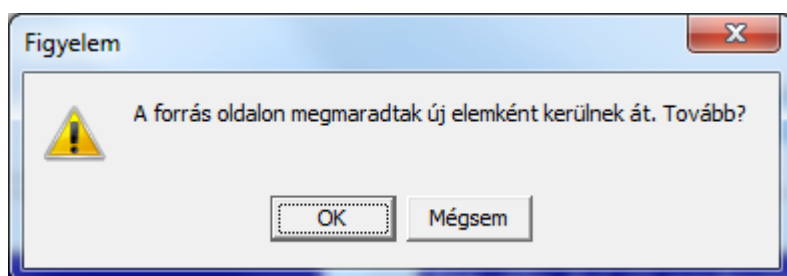 Figyelem
A forrás oldalon megmaradtak új elemként kerülnek át. Tovább?
OK
Mégsem